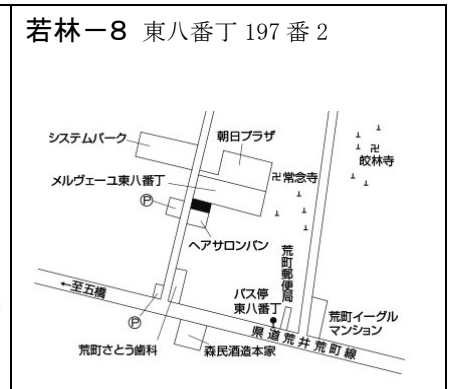 若林－8 東八番丁 197 番 2
システムパーク
朝日プラザ
卍
皎林寺
メルヴェーユ東八番丁
卍常念寺
Ⓟ
ヘアサロンバン
荒町郵便局
←至五橋
バス停
東八番丁
Ⓟ
荒町イーグル
マンション
県道荒井荒町線
荒町さとう歯科
森民酒造本家